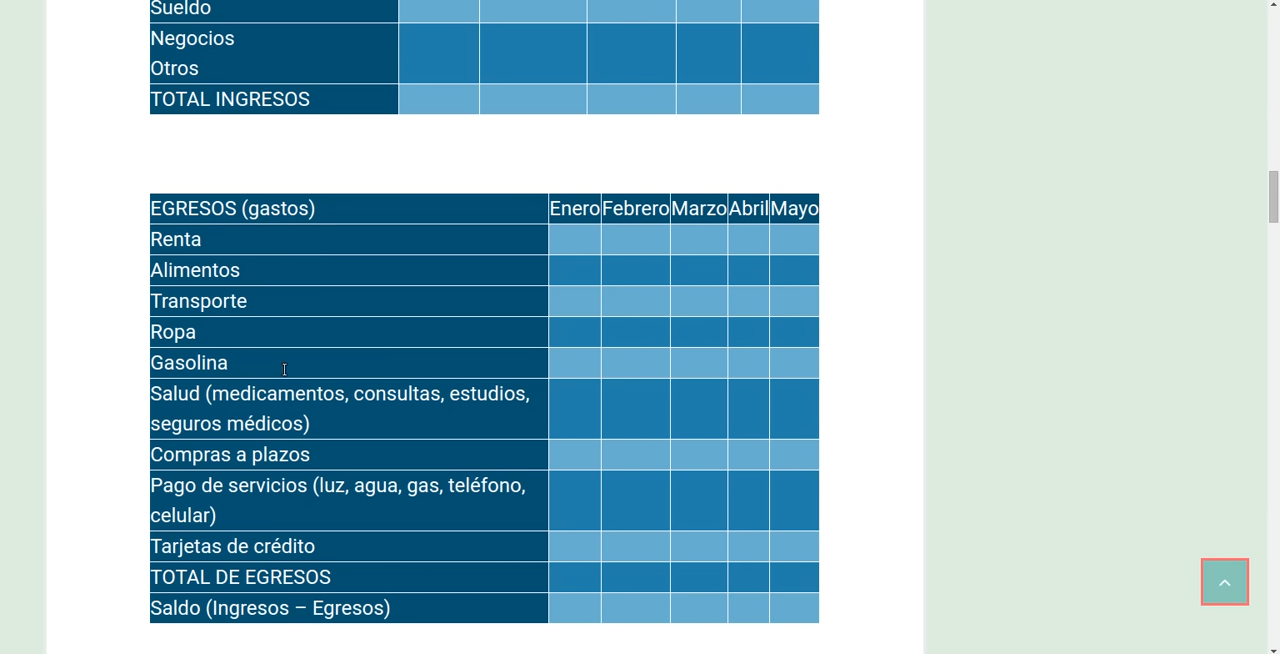 Sueldo
Negocios
Otros
TOTAL INGRESOS
EGRESOS (gastos) Enero Febrero Marzo Abril Mayo
Renta
Alimentos
Transporte
Ropa
Gasolina
Salud (medicamentos, consultas, estudios,
seguros médicos)
Compras a plazos
Pago de servicios (luz, agua, gas, teléfono,
celular)
Tarjetas de crédito
TOTAL DE EGRESOS
Saldo (Ingresos – Egresos)